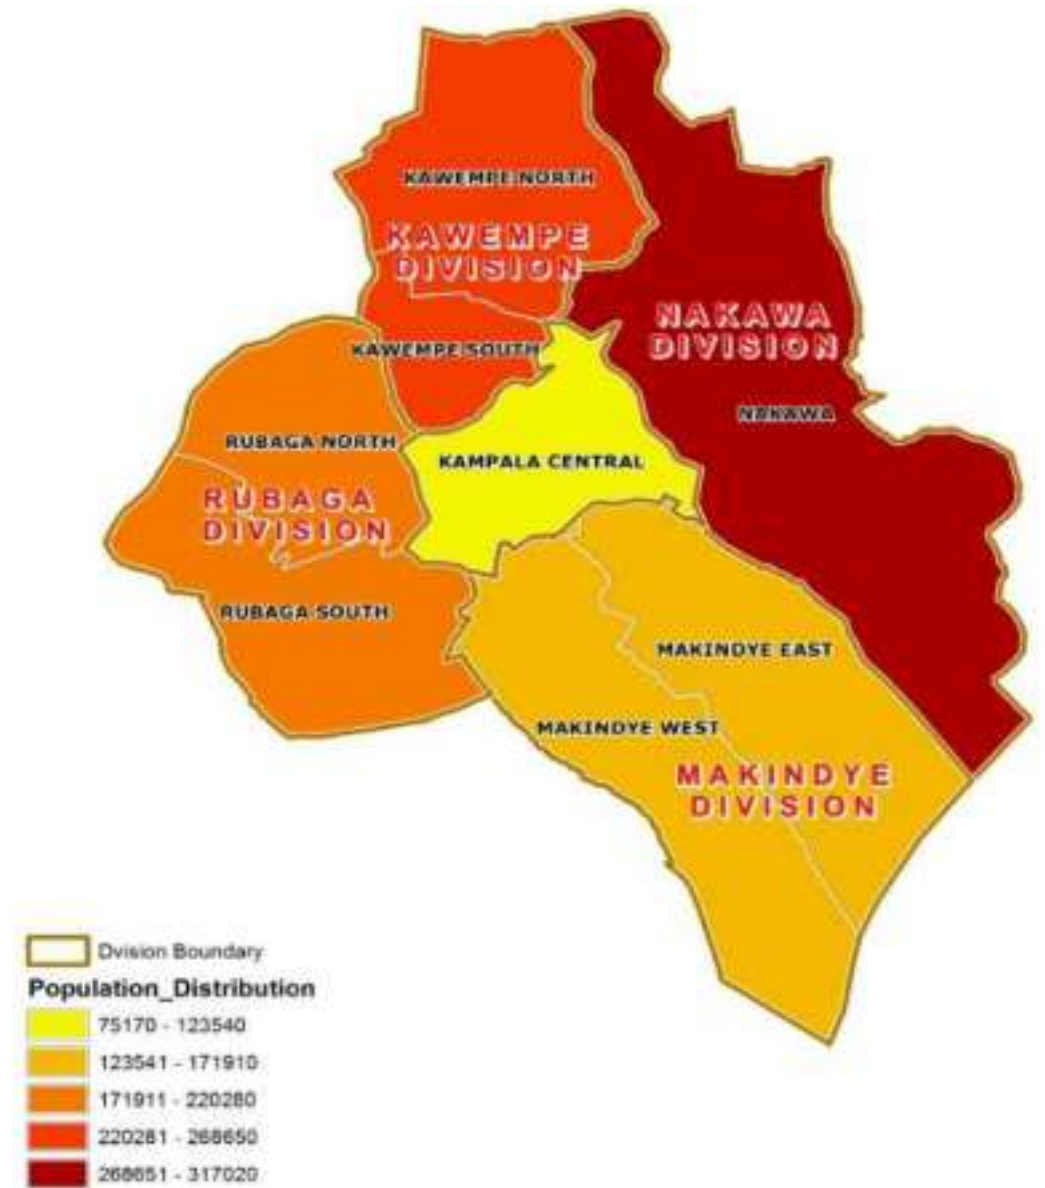 KAWEMPE NORTH
KAWEMPE
DIVISION
NAKAWA
DIVISION
KAWEMPE SOUTH
NAKAWA
RUBAGA NORTH
KAMPALA CENTRAL
RUBAGA
DIVISION
RUBAGA SOUTH
MAKINDYE EAST
MAKINDYE WEST
MAKINDYE
DIVISION
Dvision Boundary
Population_Distribution
75170 - 123540
123541 - 171910
171911 - 220280
220281 - 268650
268651 - 317020